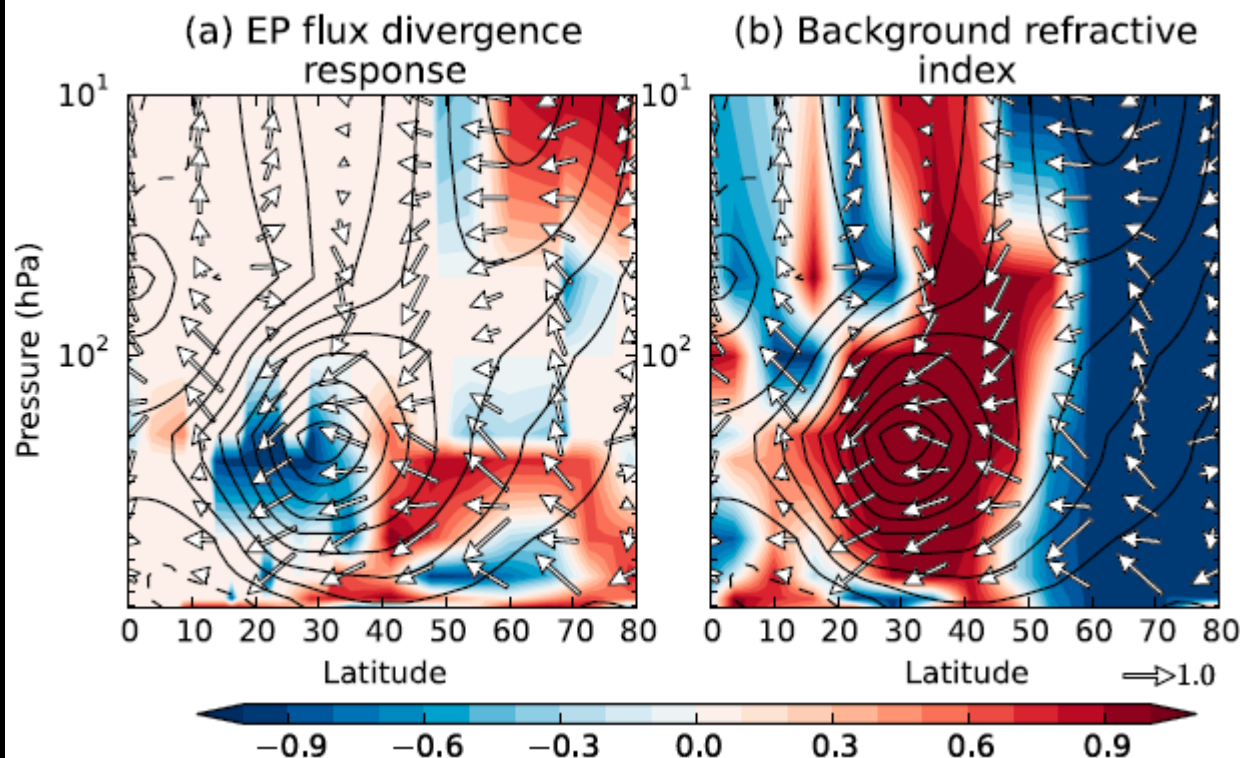 (a) EP flux divergence
response
(b) Background refractive
index
10¹
10²
Pressure (hPa)
0 10 20 30 40 50 60 70 80
Latitude
10¹
10²
0 10 20 30 40 50 60 70 80
Latitude
1.0
−0.9 −0.6 −0.3 0.0 0.3 0.6 0.9